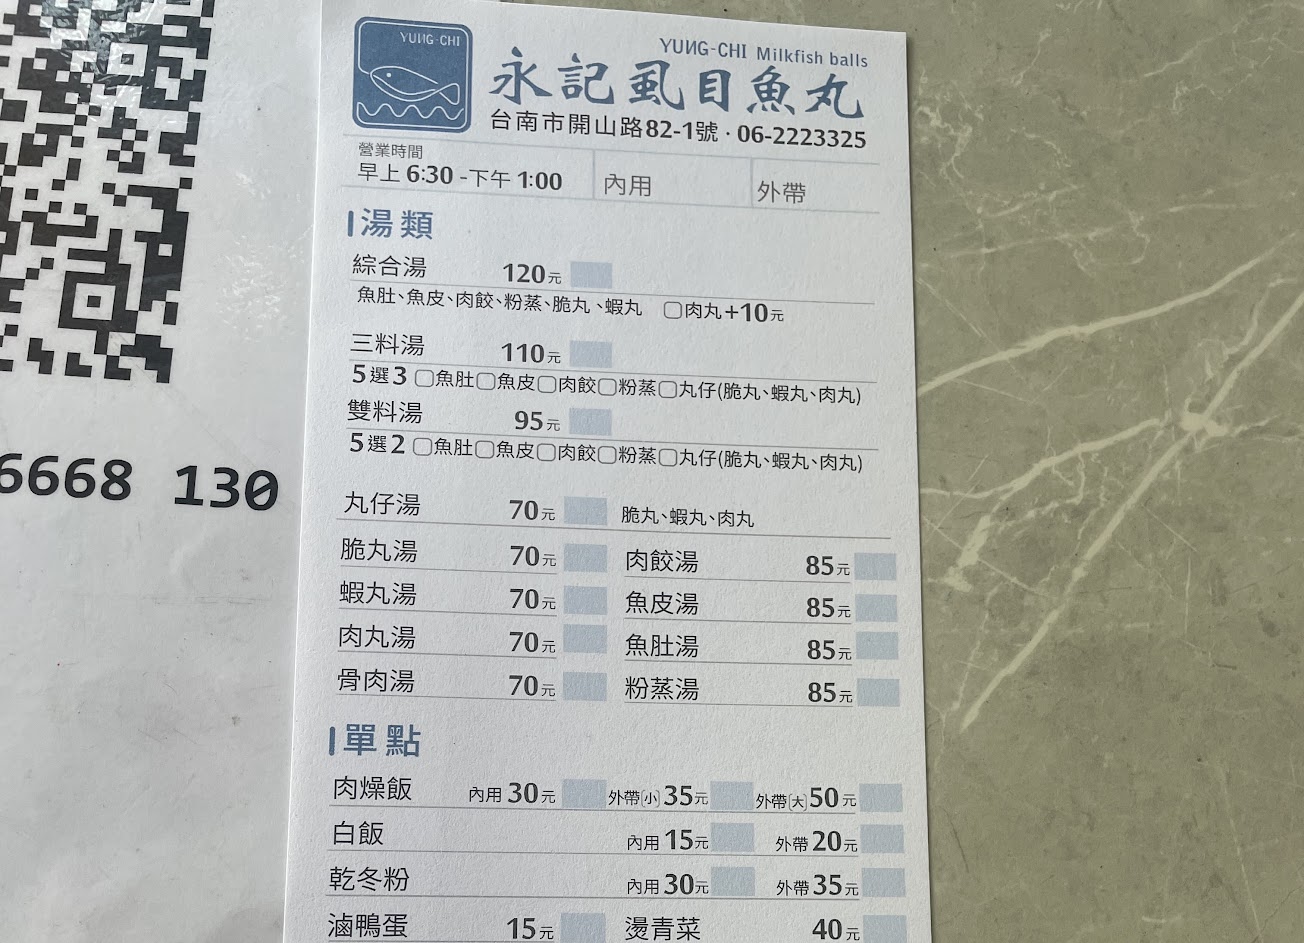 YUNG-CHI
YUNG-CHI Milkfish balls
永記虱目魚丸
台南市開山路82-1號·06-2223325
營業時間
早上6:30-下午1:00 內用 外帶
湯類
綜合湯 120元
魚肚、魚皮、肉餃、粉蒸、脆丸、蝦丸 肉丸+10元
三料湯 110元
5選3 魚肚 魚皮 肉餃 粉蒸 丸仔(脆丸、蝦丸、肉丸)
雙料湯 95元
5選2 魚肚 魚皮 肉餃 粉蒸 丸仔(脆丸、蝦丸、肉丸)
6668 130
丸仔湯 70元 脆丸、蝦丸、肉丸
脆丸湯 70元 肉餃湯 85元
蝦丸湯 70元 魚皮湯 85元
肉丸湯 70元 魚肚湯 85元
骨肉湯 70元 粉蒸湯 85元
單點
肉燥飯 內用30元 外帶(小)35元 外帶(大)50元
白飯 內用15元 外帶20元
乾冬粉 內用30元 外帶35元
滷鴨蛋 15元 燙青菜 40元